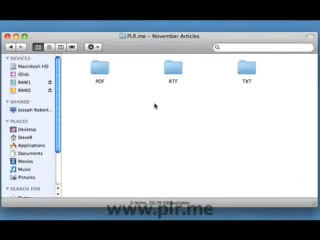 PLR.me – November Articles
DEVICES
Macintosh HD
iDisk
RAM1
RAM2
SHARED
Joseph Robert...
PLACES
Desktop
SteveR
Applications
Documents
Movies
Music
Pictures
SEARCH FOR
PDF
RTF
TXT
www.plr.me